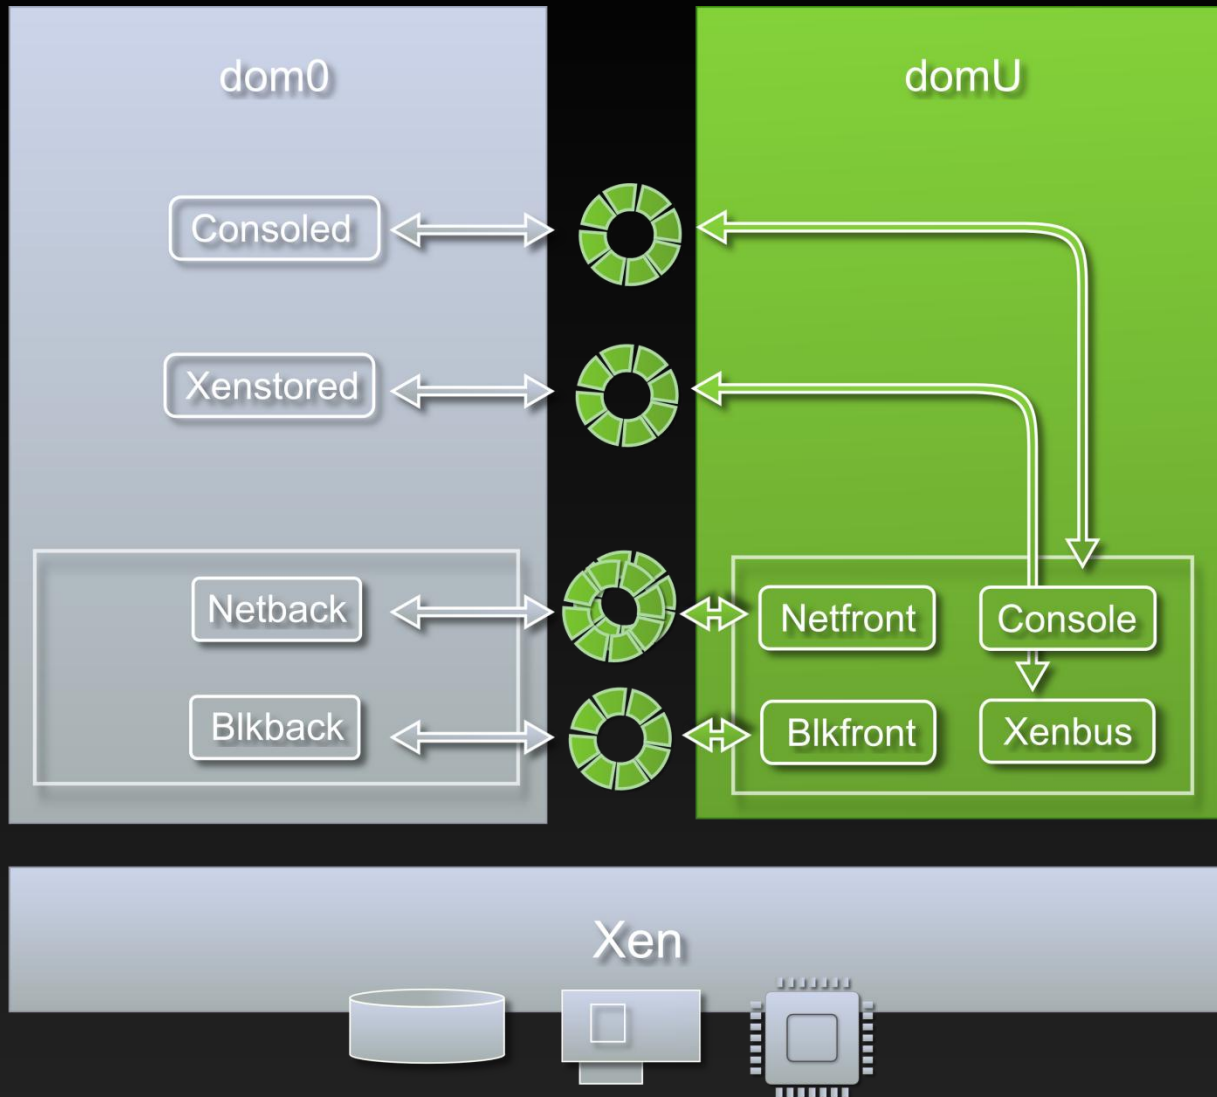 dom0
domU
Consoled
Xenstored
Netback
Netfront
Console
Blkback
Blkfront
Xenbus
Xen